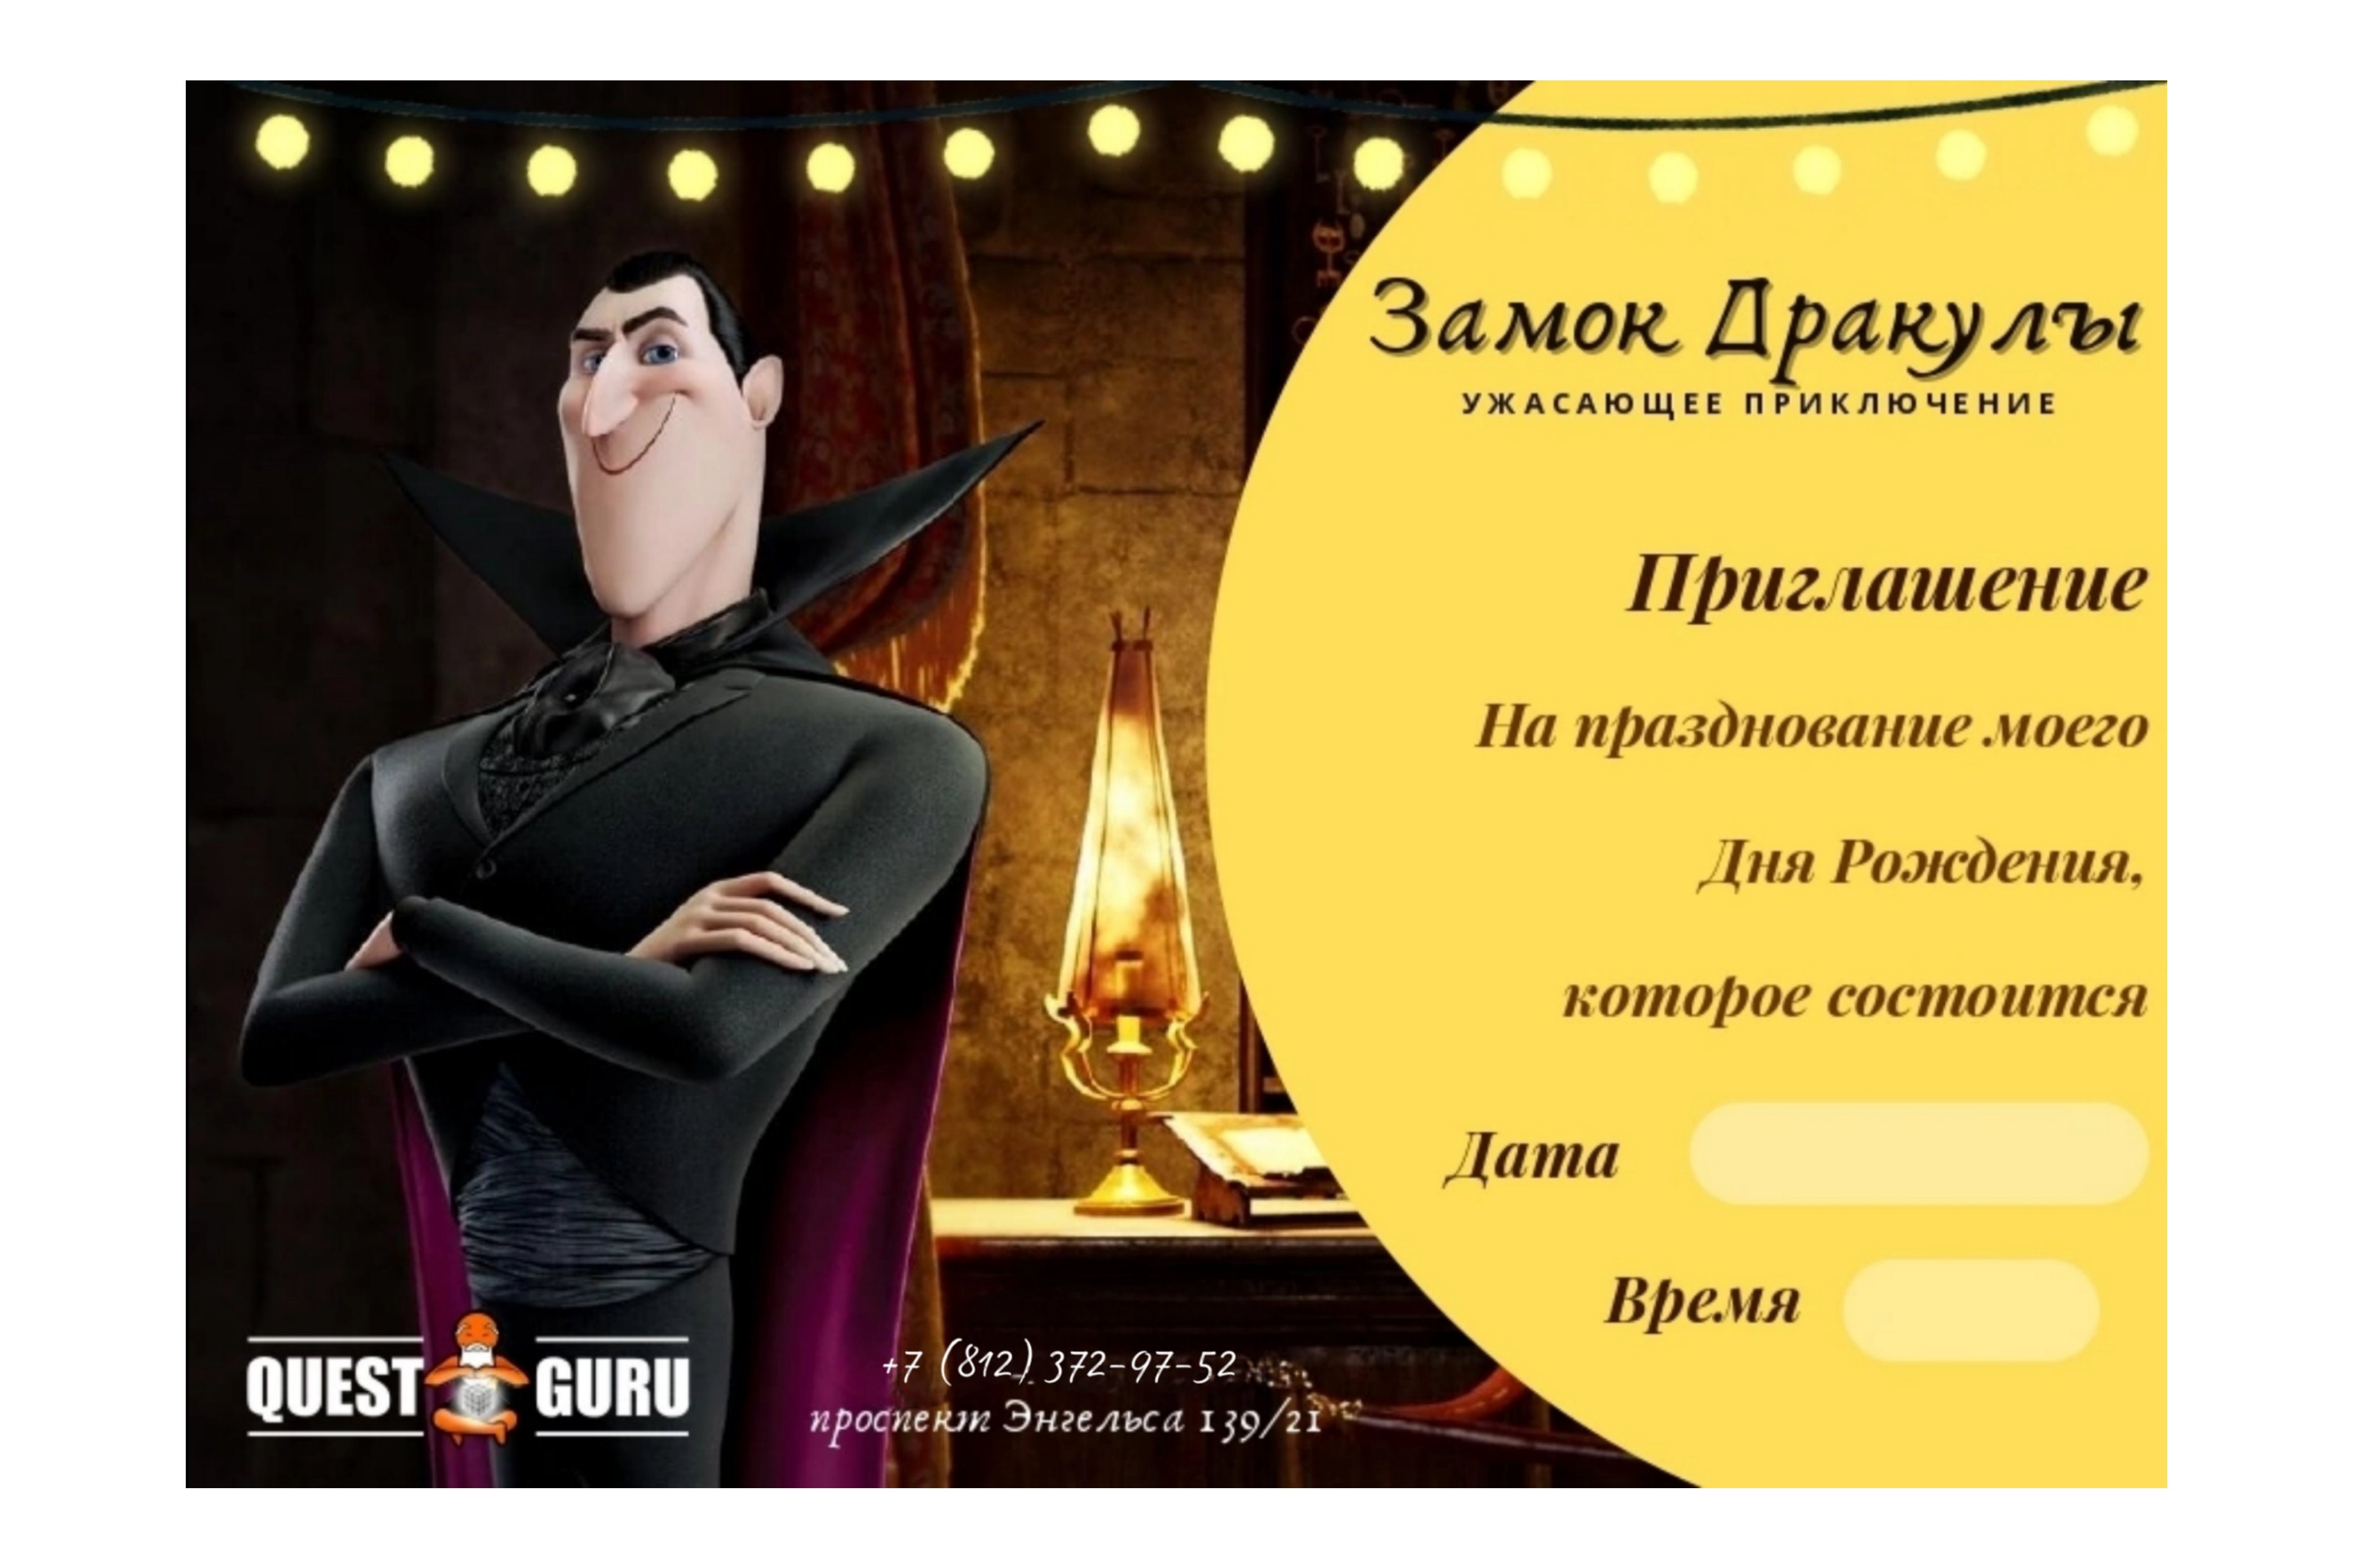 Замок Дракулы
УЖАСАЮЩЕЕ ПРИКЛЮЧЕНИЕ
Приглашение
На празднование моего
Дня Рождения,
которое состоится
Дата
Время
QUEST GURU
+7 (812) 372-97-52
проспект Энгельса 139/21